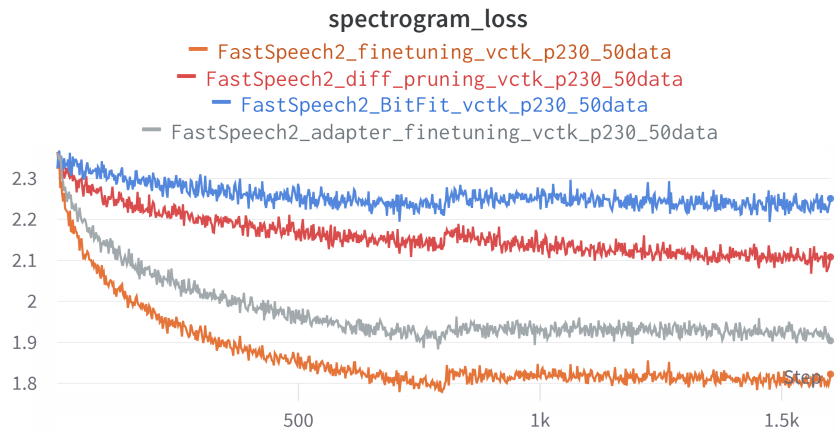 spectrogram_loss
FastSpeech2_finetuning_vctk_p230_50data
FastSpeech2_diff_pruning_vctk_p230_50data
FastSpeech2_BitFit_vctk_p230_50data
FastSpeech2_adapter_finetuning_vctk_p230_50data
2.3
2.2
2.1
2
1.9
1.8
Step
500 1k 1.5k